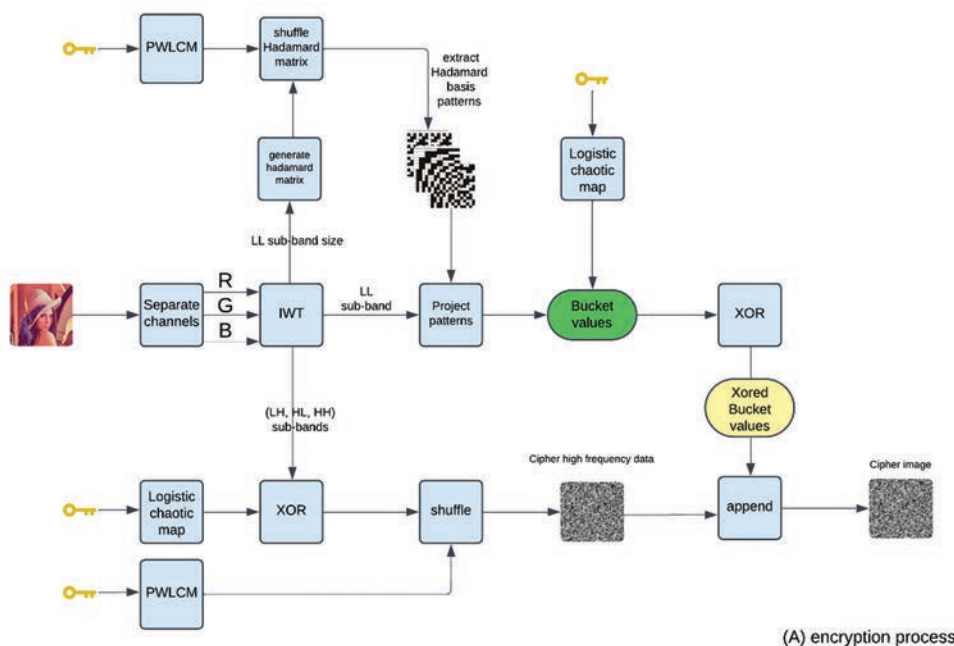 PWLCM
shuffle
Hadamard
matrix
extract
Hadamard
basis
patterns
generate
hadamard
matrix
Logistic
chaotic
map
LL sub-band size
Separate
channels
R
G
B
IWT
LL
sub-band
Project
patterns
Bucket
values
XOR
(LH, HL, HH)
sub-bands
Xored
Bucket
values
Cipher high frequency data
Cipher image
Logistic
chaotic
map
XOR
shuffle
append
PWLCM
(A) encryption process